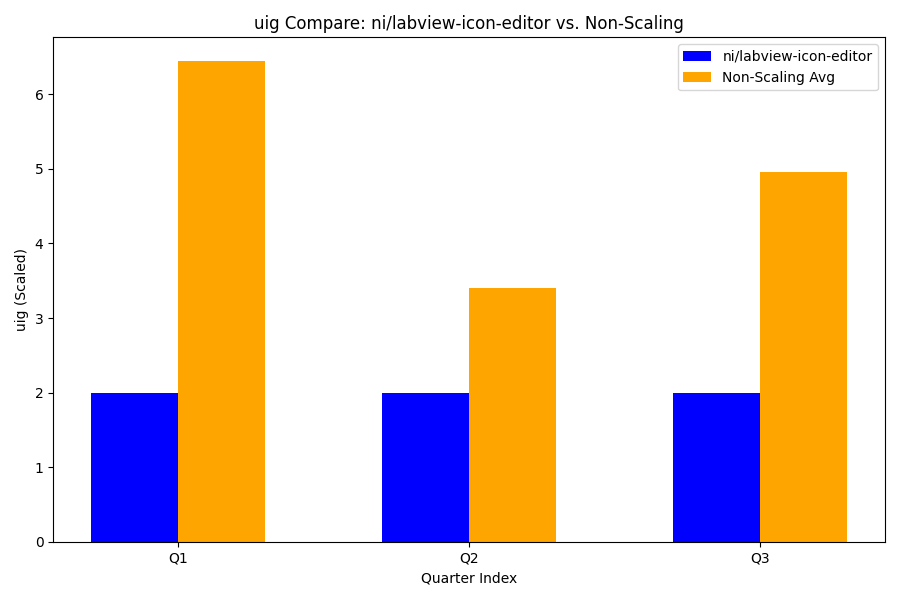 uig Compare: ni/labview-icon-editor vs. Non-Scaling
ni/labview-icon-editor
Non-Scaling Avg
uig (Scaled)
6
5
4
3
2
1
0
Q1 Q2 Q3
Quarter Index